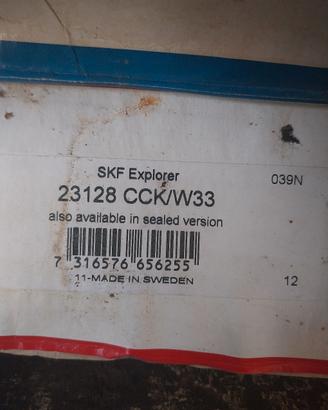 SKF Explorer
039N
23128 CCK/W33
also available in sealed version
7 316576 656255
11-MADE IN SWEDEN
12